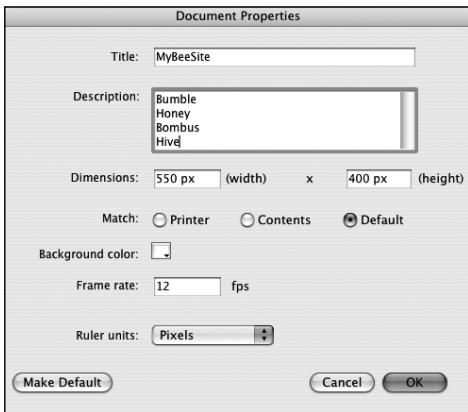 Document Properties
Title: MyBeeSite
Description: Bumble
Honey
Bombus
Hive
Dimensions: 550 px (width) x 400 px (height)
Match: Printer Contents Default
Background color:
Frame rate: 12 fps
Ruler units: Pixels
Make Default Cancel OK